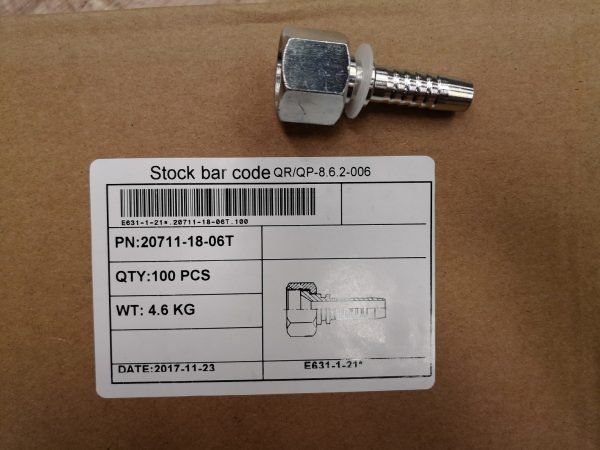 Stock bar code QR/QP-8.6.2-006
E631-1-21*.20711-18-06T.100
PN:20711-18-06T
QTY:100 PCS
WT: 4.6 KG
DATE:2017-11-23
E631-1-21*